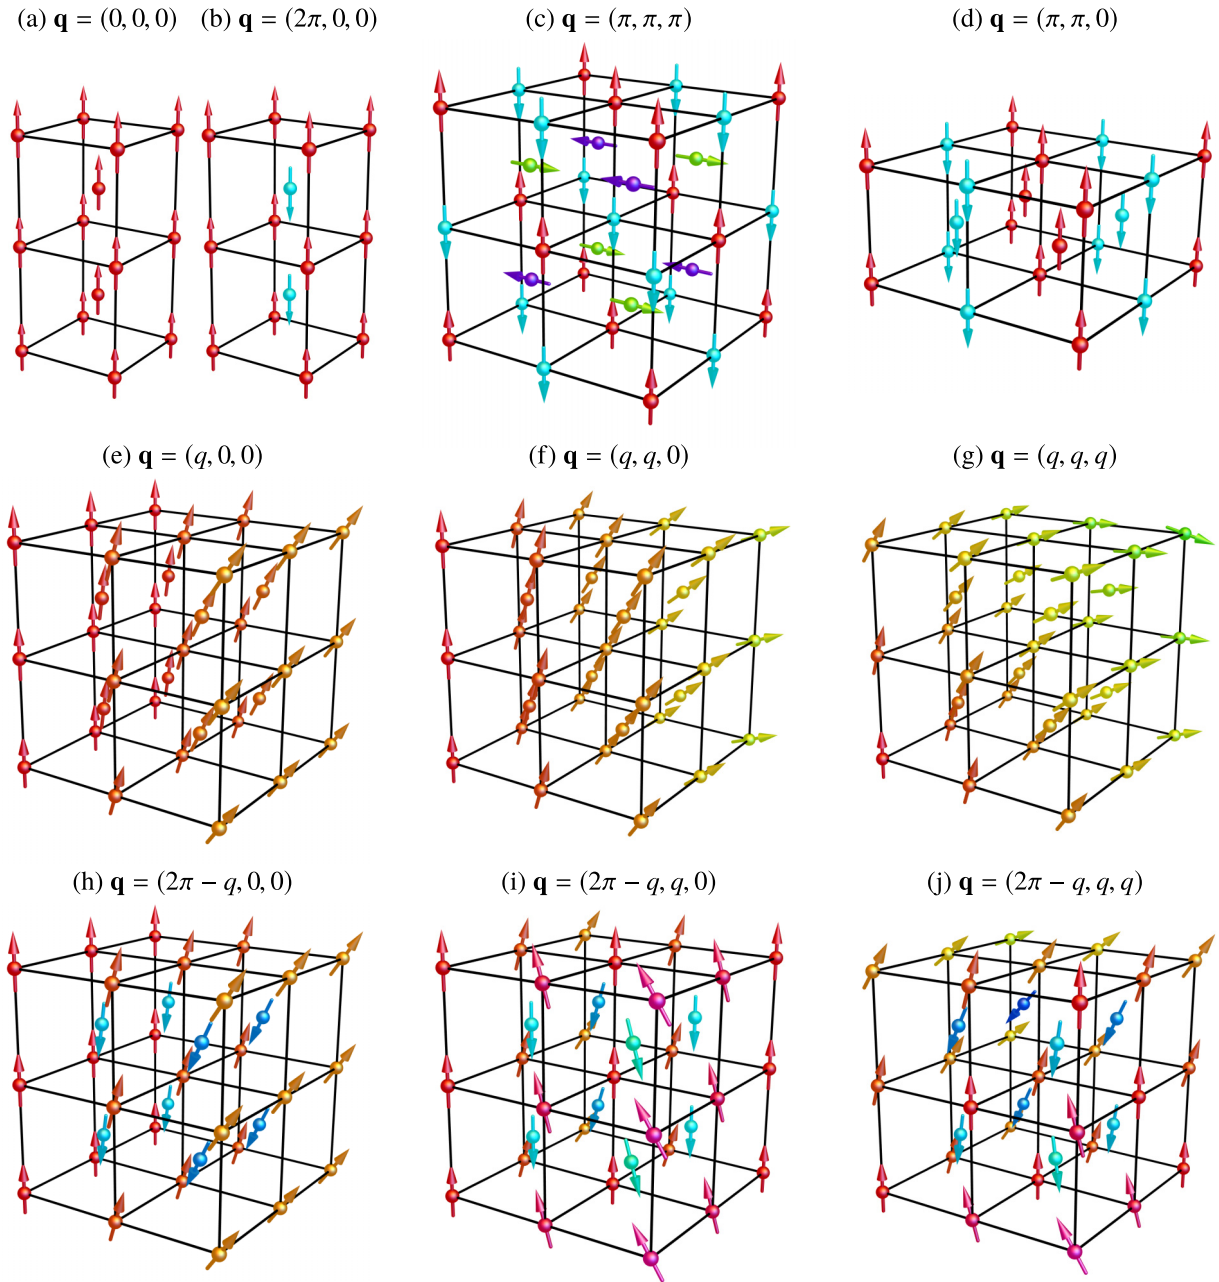 (a) q = (0, 0, 0) (b) q = (2π, 0, 0) (c) q = (π, π, π) (d) q = (π, π, 0)
(e) q = (q, 0, 0) (f) q = (q, q, 0) (g) q = (q, q, q)
(h) q = (2π − q, 0, 0) (i) q = (2π − q, q, 0) (j) q = (2π − q, q, q)